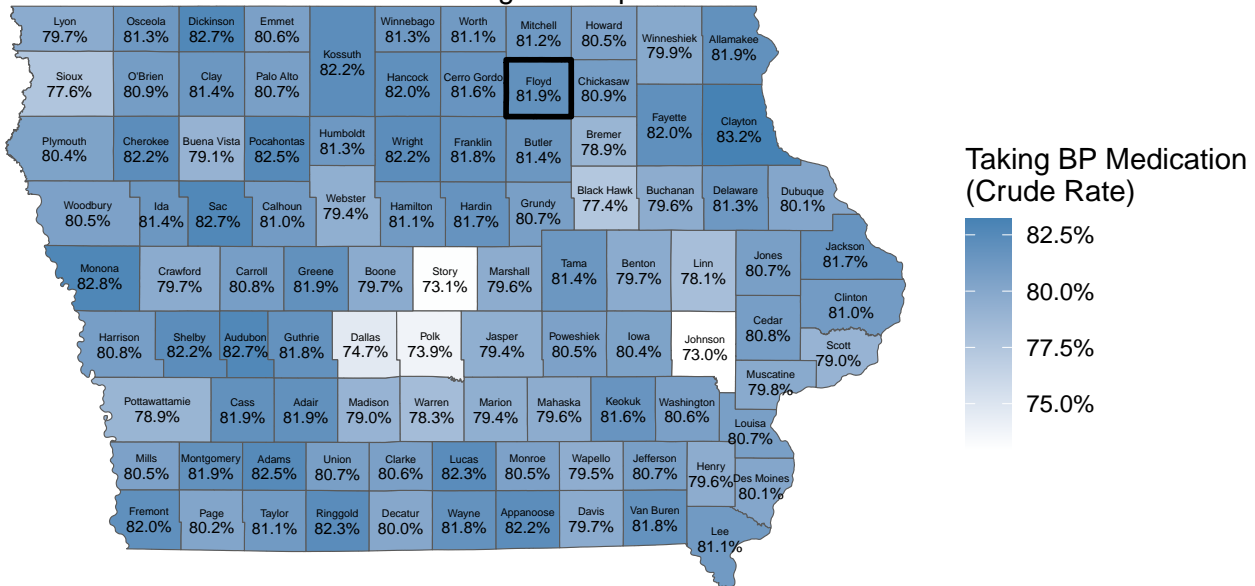 Lyon
79.7%
Osceola
81.3%
Dickinson
82.7%
Emmet
80.6%
Kossuth
82.2%
Winnebago
81.3%
Worth
81.1%
Mitchell
81.2%
Howard
80.5%
Winneshiek
79.9%
Allamakee
81.9%
Sioux
77.6%
O'Brien
80.9%
Clay
81.4%
Palo Alto
80.7%
Hancock
82.0%
Cerro Gordo
81.6%
Floyd
81.9%
Chickasaw
80.9%
Fayette
82.0%
Clayton
83.2%
Plymouth
80.4%
Cherokee
82.2%
Buena Vista
79.1%
Pocahontas
82.5%
Humboldt
81.3%
Wright
82.2%
Franklin
81.8%
Butler
81.4%
Bremer
78.9%
Woodbury
80.5%
Ida
81.4%
Sac
82.7%
Calhoun
81.0%
Webster
79.4%
Hamilton
81.1%
Hardin
81.7%
Grundy
80.7%
Black Hawk
77.4%
Buchanan
79.6%
Delaware
81.3%
Dubuque
80.1%
Monona
82.8%
Crawford
79.7%
Carroll
80.8%
Greene
81.9%
Boone
79.7%
Story
73.1%
Marshall
79.6%
Tama
81.4%
Benton
79.7%
Linn
78.1%
Jones
80.7%
Jackson
81.7%
Clinton
81.0%
Harrison
80.8%
Shelby
82.2%
Audubon
82.7%
Guthrie
81.8%
Dallas
74.7%
Polk
73.9%
Jasper
79.4%
Poweshiek
80.5%
Iowa
80.4%
Johnson
73.0%
Cedar
80.8%
Scott
79.0%
Muscatine
79.8%
Pottawattamie
78.9%
Cass
81.9%
Adair
81.9%
Madison
79.0%
Warren
78.3%
Marion
79.4%
Mahaska
79.6%
Keokuk
81.6%
Washington
80.6%
Louisa
80.7%
Mills
80.5%
Montgomery
81.9%
Adams
82.5%
Union
80.7%
Clarke
80.6%
Lucas
82.3%
Monroe
80.5%
Wapello
79.5%
Jefferson
80.7%
Henry
79.6%
Des Moines
80.1%
Fremont
82.0%
Page
80.2%
Taylor
81.1%
Ringgold
82.3%
Decatur
80.0%
Wayne
81.8%
Appanoose
82.2%
Davis
79.7%
Van Buren
81.8%
Lee
81.1%
Taking BP Medication
(Crude Rate)
82.5%
80.0%
77.5%
75.0%